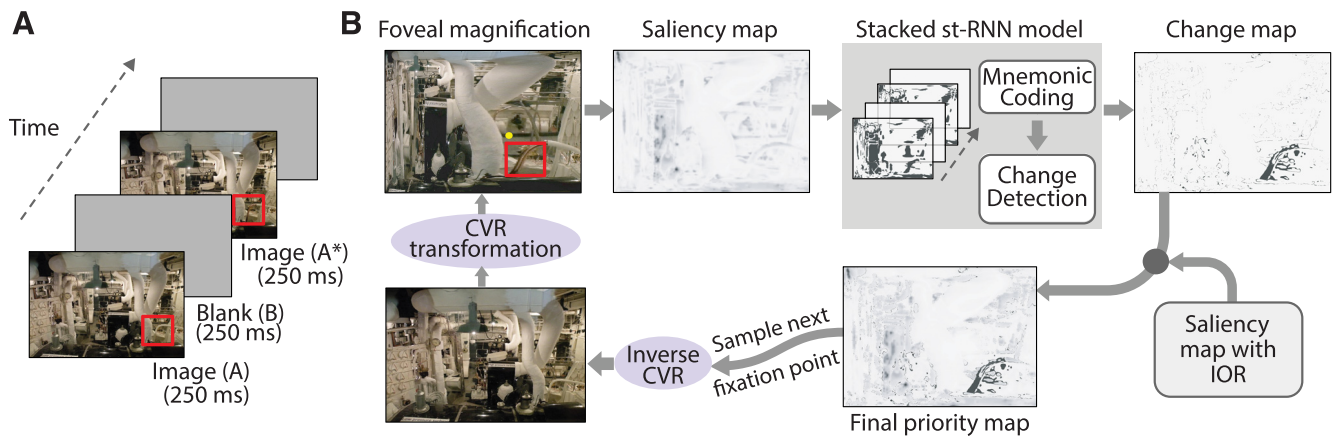 A
Time
Image (A*)
(250 ms)
Blank (B)
(250 ms)
Image (A)
(250 ms)
B
Foveal magnification
Saliency map
Stacked st-RNN model
Change map
Mnemonic
Coding
Change
Detection
CVR
transformation
Saliency
map with
IOR
Final priority map
Sample next
fixation point
Inverse
CVR